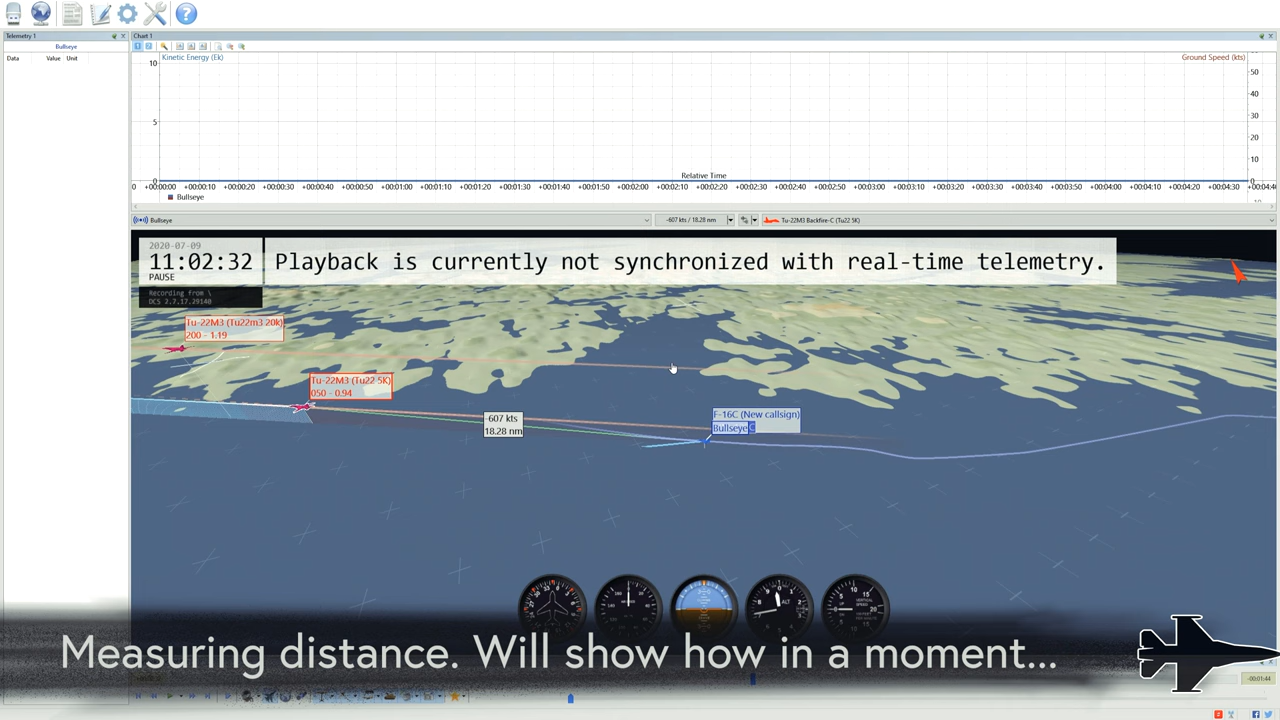 Telemetry 1
Bullseye
Data Value Unit
Chart 1
Kinetic Energy (Ek)
Ground Speed (kts)
10
5
0
50
40
30
20
10
0
Relative Time
0 +00:00:00 +00:00:10 +00:00:20 +00:00:30 +00:00:40 +00:00:50 +00:01:00 +00:01:10 +00:01:20 +00:01:30 +00:01:40 +00:01:50 +00:02:00 +00:02:10 +00:02:20 +00:02:30 +00:02:40 +00:02:50 +00:03:00 +00:03:10 +00:03:20 +00:03:30 +00:03:40 +00:03:50 +00:04:00 +00:04:10 +00:04:20 +00:04:30 +00:04:4
Bullseye
Bullseye
-607 kts / 18.28 nm
Tu-22M3 Backfire-C (Tu22 5K)
2020-07-09
11:02:32
PAUSE
Playback is currently not synchronized with real-time telemetry.
Recording from \
DCS 2.7.17.29140
Tu-22M3 (Tu22m3 20k)
200 - 1.19
Tu-22M3 (Tu22 5K)
050 - 0.94
607 kts
18.28 nm
F-16C (New callsign)
Bullseye
ALT
Measuring distance. Will show how in a moment...
-00:01:44